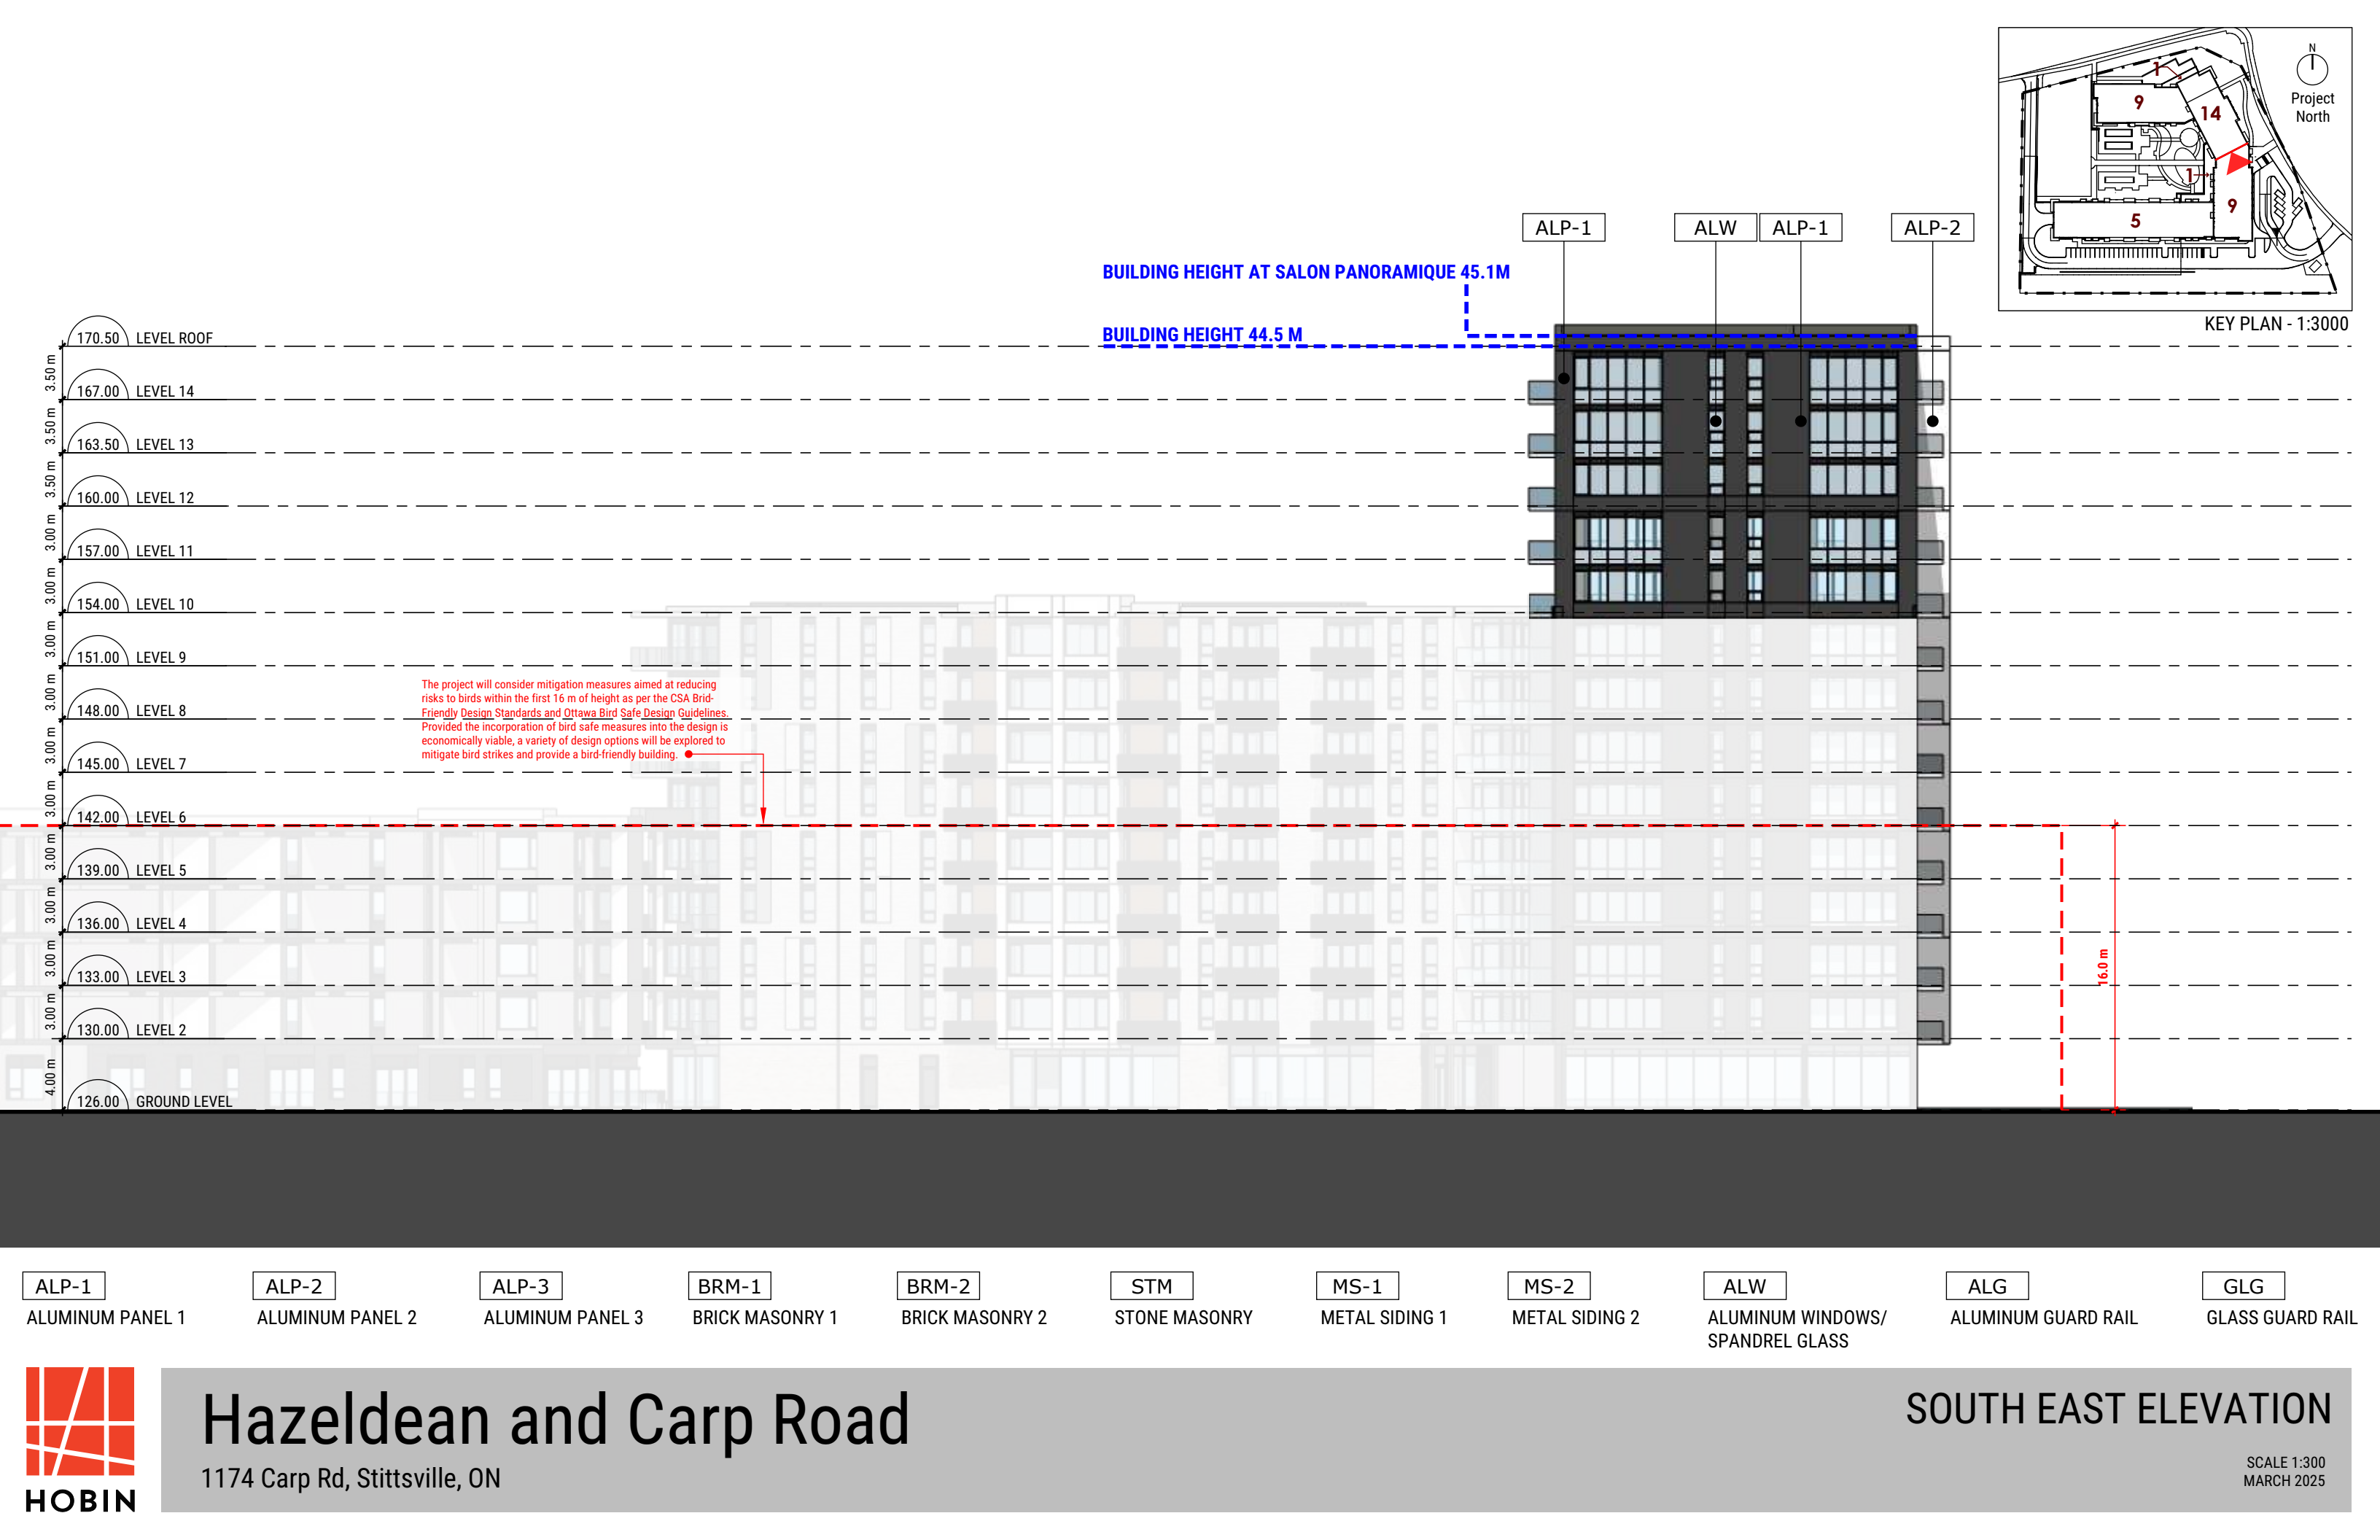 N
Project
North
1
9
14
1
9
5
KEY PLAN - 1:3000
ALP-1
ALW
ALP-1
ALP-2
BUILDING HEIGHT AT SALON PANORAMIQUE 45.1M
BUILDING HEIGHT 44.5 M
170.50 LEVEL ROOF
3.50 m
167.00 LEVEL 14
3.50 m
163.50 LEVEL 13
3.50 m
160.00 LEVEL 12
3.00 m
157.00 LEVEL 11
3.00 m
154.00 LEVEL 10
3.00 m
151.00 LEVEL 9
3.00 m
148.00 LEVEL 8
3.00 m
145.00 LEVEL 7
3.00 m
142.00 LEVEL 6
3.00 m
139.00 LEVEL 5
3.00 m
136.00 LEVEL 4
3.00 m
133.00 LEVEL 3
3.00 m
130.00 LEVEL 2
4.00 m
126.00 GROUND LEVEL
The project will consider mitigation measures aimed at reducing
risks to birds within the first 16 m of height as per the CSA Brid-
Friendly Design Standards and Ottawa Bird Safe Design Guidelines.
Provided the incorporation of bird safe measures into the design is
economically viable, a variety of design options will be explored to
mitigate bird strikes and provide a bird-friendly building.
16.0 m
ALP-1
ALUMINUM PANEL 1
ALP-2
ALUMINUM PANEL 2
ALP-3
ALUMINUM PANEL 3
BRM-1
BRICK MASONRY 1
BRM-2
BRICK MASONRY 2
STM
STONE MASONRY
MS-1
METAL SIDING 1
MS-2
METAL SIDING 2
ALW
ALUMINUM WINDOWS/
SPANDREL GLASS
ALG
ALUMINUM GUARD RAIL
GLG
GLASS GUARD RAIL
HOBIN
Hazeldean and Carp Road
1174 Carp Rd, Stittsville, ON
SOUTH EAST ELEVATION
SCALE 1:300
MARCH 2025